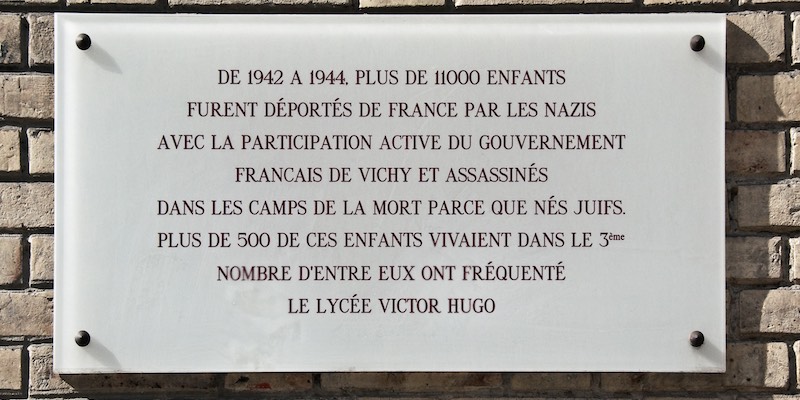 DE 1942 A 1944, PLUS DE 11000 ENFANTS
FURENT DÉPORTÉS DE FRANCE PAR LES NAZIS
AVEC LA PARTICIPATION ACTIVE DU GOUVERNEMENT
FRANCAIS DE VICHY ET ASSASSINÉS
DANS LES CAMPS DE LA MORT PARCE QUE NÉS JUIFS.
PLUS DE 500 DE CES ENFANTS VIVAIENT DANS LE 3ème
NOMBRE D'ENTRE EUX ONT FRÉQUENTÉ
LE LYCÉE VICTOR HUGO